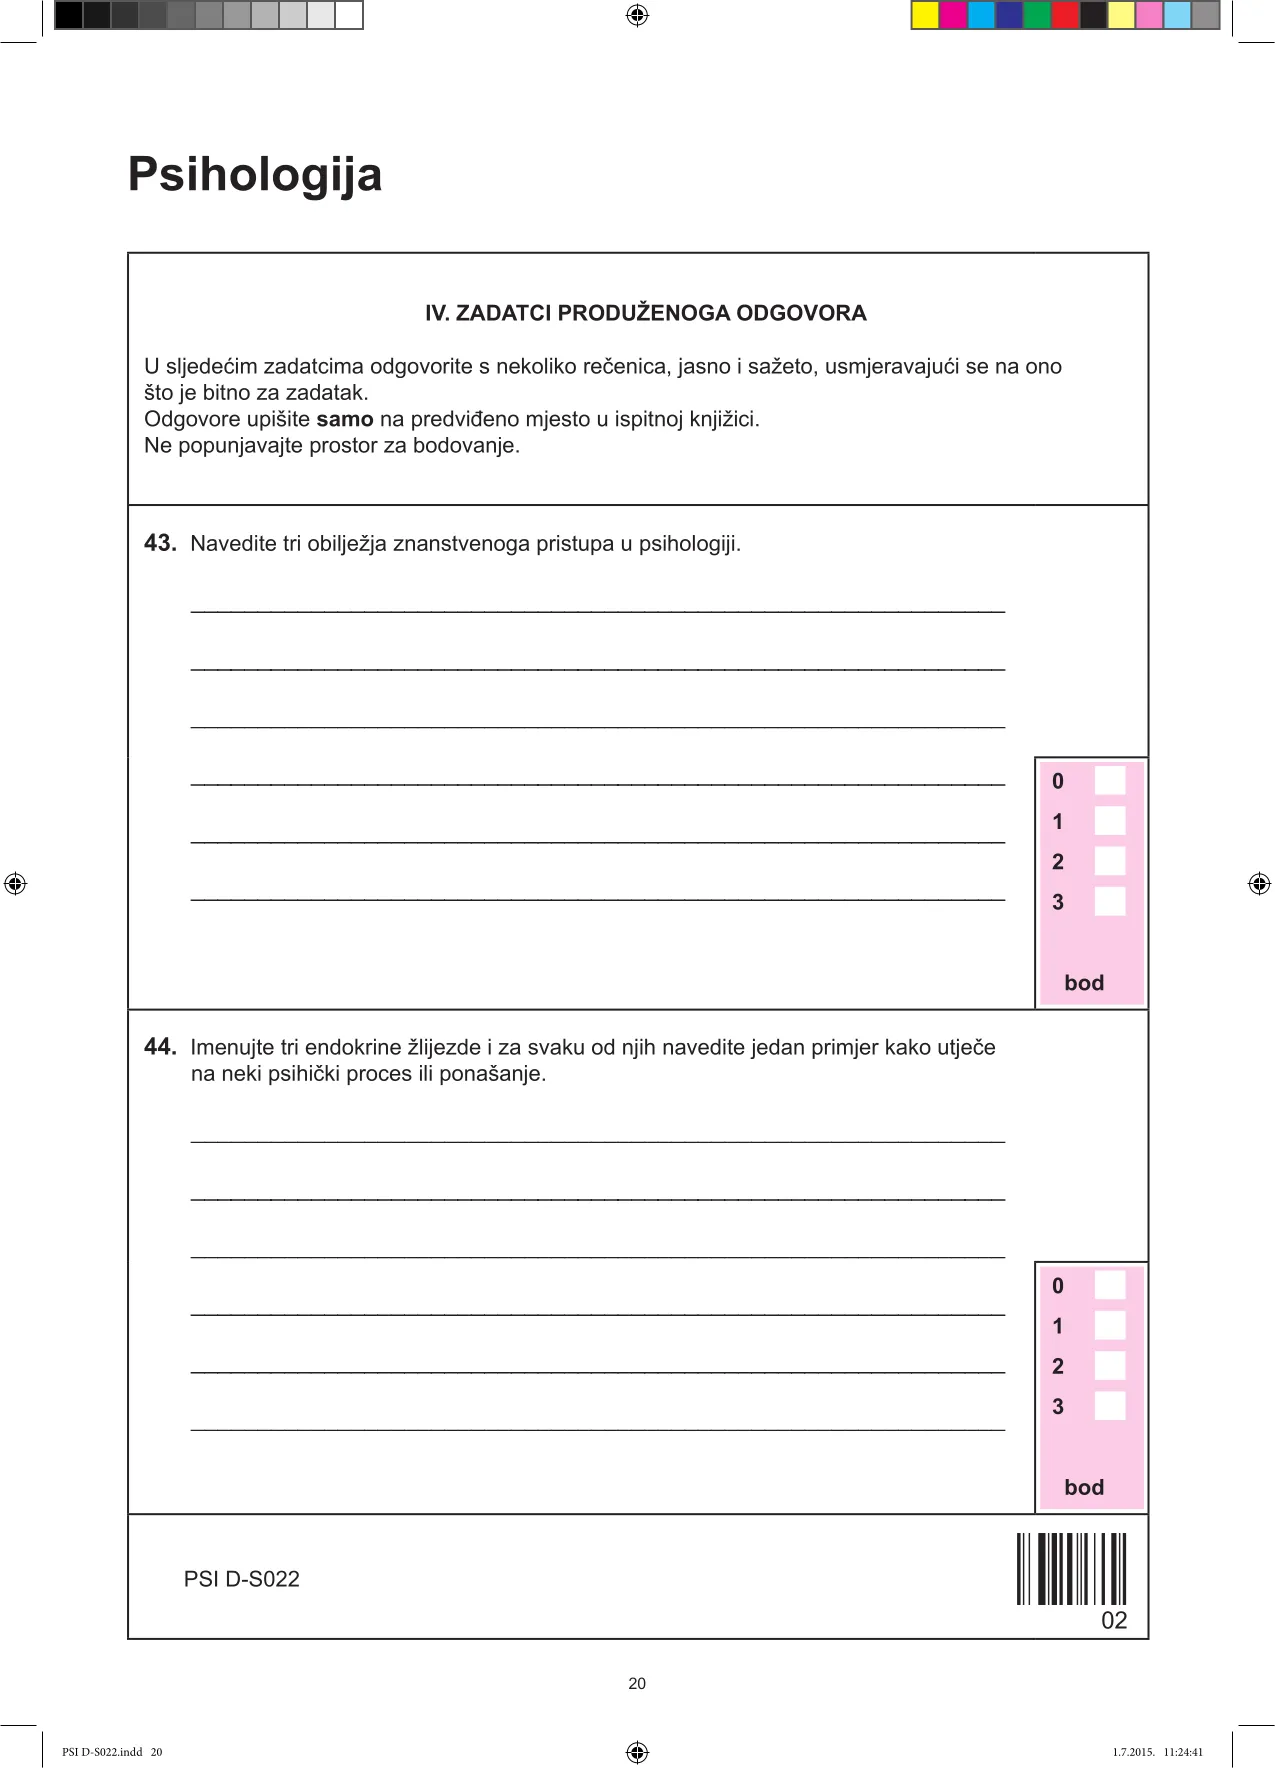 Psihologija
IV. ZADATCI PRODUŽENOGA ODGOVORA
U sljedećim zadatcima odgovorite s nekoliko rečenica, jasno i sažeto, usmjeravajući se na ono
što je bitno za zadatak.
Odgovore upišite samo na predviđeno mjesto u ispitnoj knjižici.
Ne popunjavajte prostor za bodovanje.
43. Navedite tri obilježja znanstvenoga pristupa u psihologiji.
0
1
2
3
bod
44. Imenujte tri endokrine žlijezde i za svaku od njih navedite jedan primjer kako utječe
na neki psihički proces ili ponašanje.
0
1
2
3
bod
PSI D-S022
02
20
PSI D-S022.indd 20
1.7.2015. 11:24:41